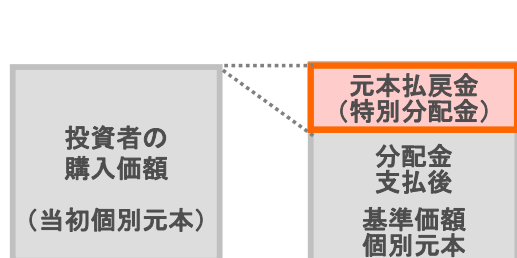 投資者の
購入価額
（当初個別元本）
元本払戻金
（特別分配金）
分配金
支払後
基準価額
個別元本